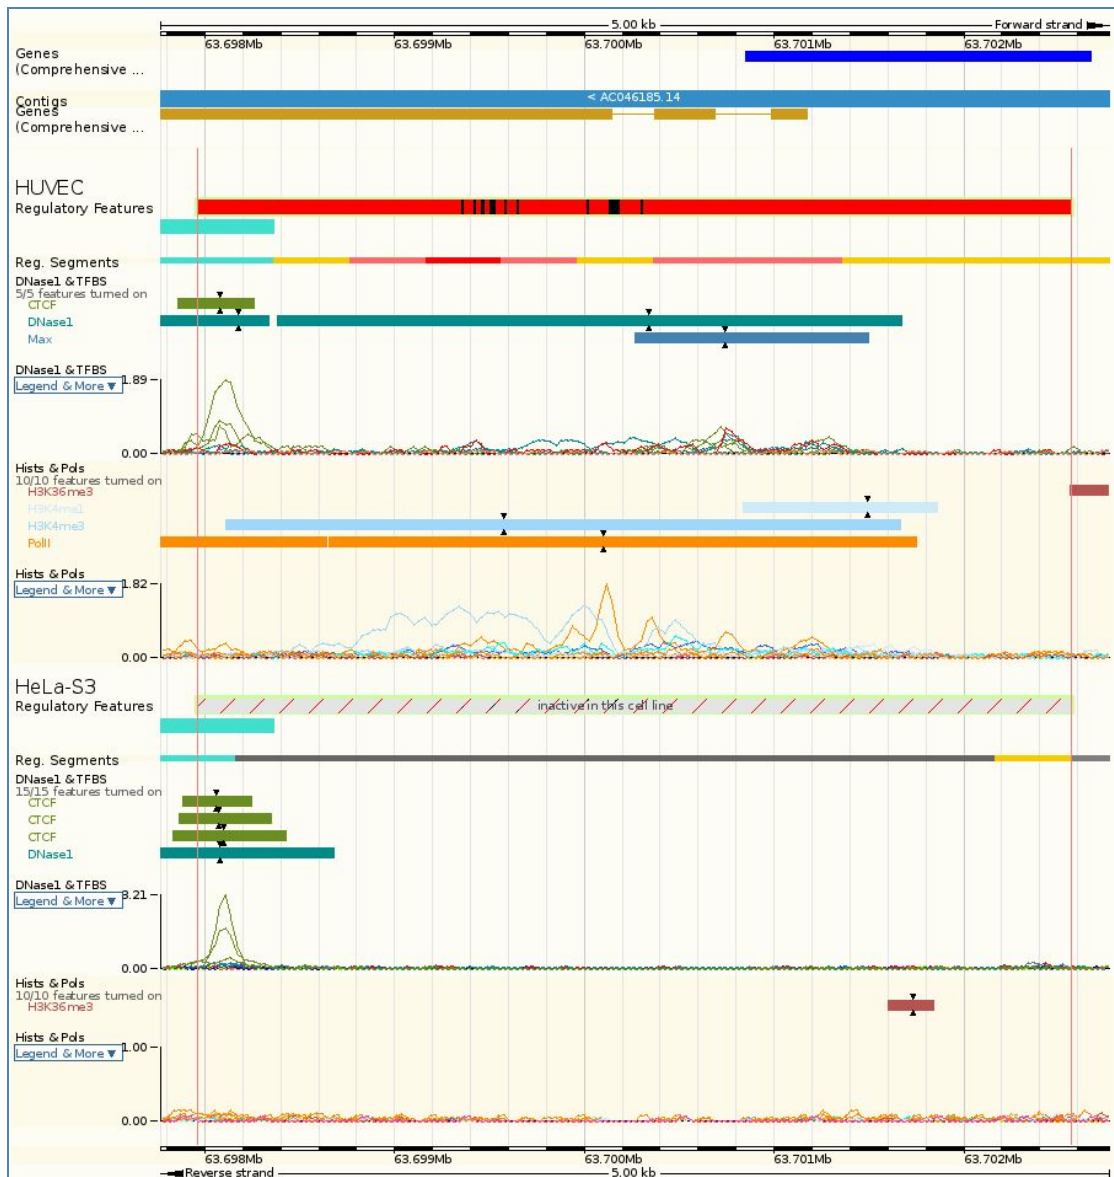 5.00 kb Forward strand
63.698Mb 63.699Mb 63.700Mb 63.701Mb 63.702Mb
Genes
(Comprehensive ...
Contigs < AC046185.14
Genes
(Comprehensive ...
HUVEC
Regulatory Features
Reg. Segments
DNase1 & TFBS
5/5 features turned on
CTCF
DNase1
Max
DNase1 & TFBS
Legend & More ▼ 1.89
0.00
Hists & Pols
10/10 features turned on
H3K36me3
H3K4me1
H3K4me3
PolII
Hists & Pols
Legend & More ▼ 1.82
0.00
HeLa-S3
Regulatory Features inactive in this cell line
Reg. Segments
DNase1 & TFBS
15/15 features turned on
CTCF
CTCF
CTCF
DNase1
DNase1 & TFBS
Legend & More ▼ 3.21
0.00
Hists & Pols
10/10 features turned on
H3K36me3
Hists & Pols
Legend & More ▼ 1.00
0.00
63.698Mb 63.699Mb 63.700Mb 63.701Mb 63.702Mb
Reverse strand 5.00 kb